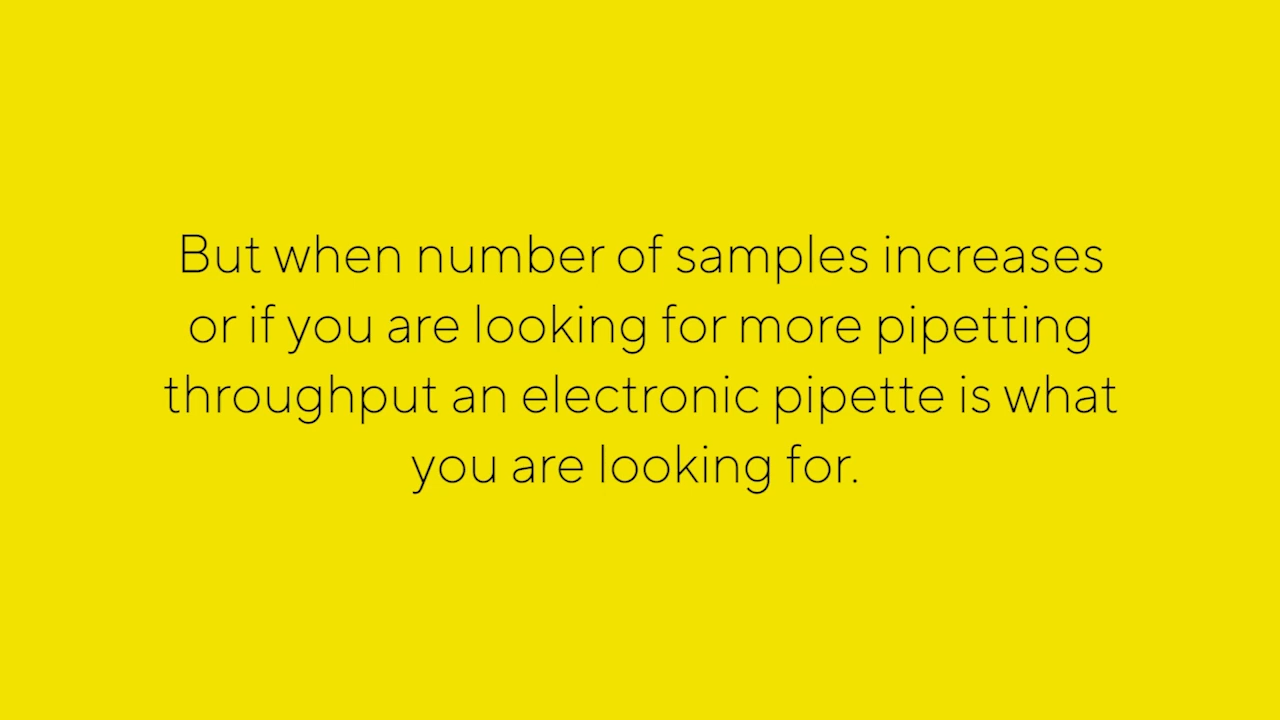 But when number of samples increases
or if you are looking for more pipetting
throughput an electronic pipette is what
you are looking for.